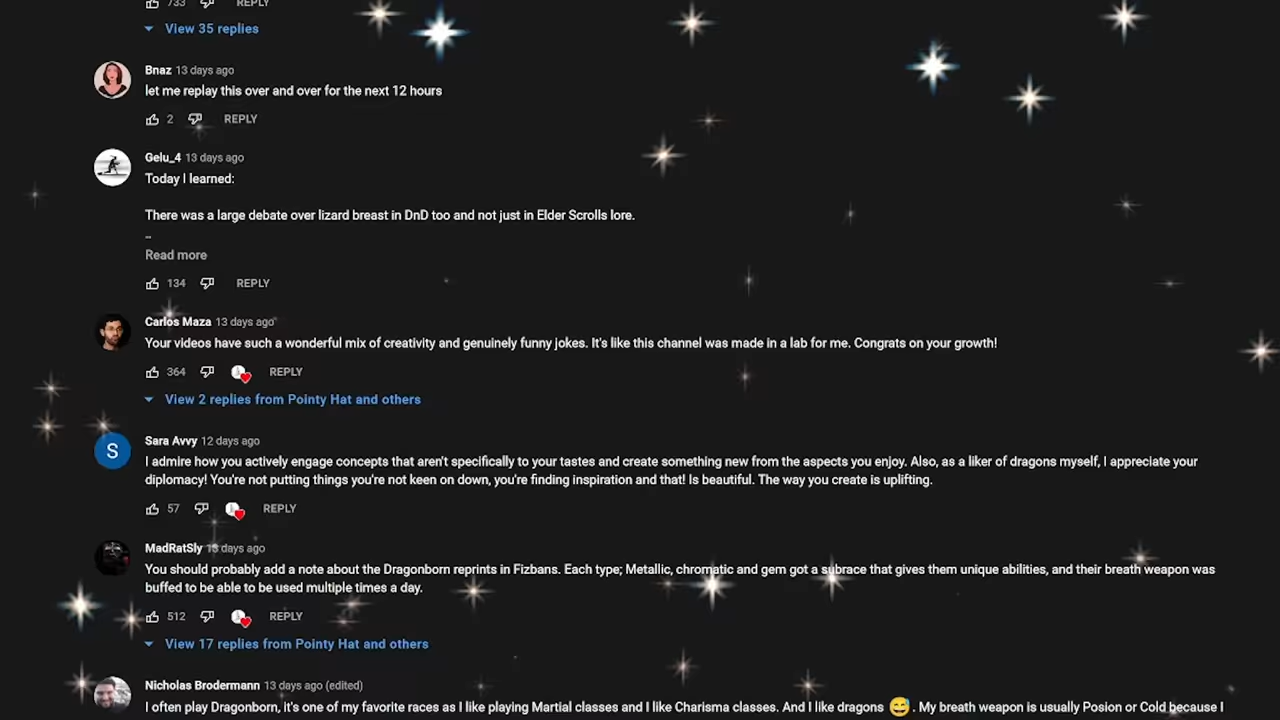 733 REPLY
View 35 replies
Bnaz 13 days ago
let me replay this over and over for the next 12 hours
2 REPLY
Gelu_4 13 days ago
Today I learned:
There was a large debate over lizard breast in DnD too and not just in Elder Scrolls lore.
..
Read more
134 REPLY
Carlos Maza 13 days ago
Your videos have such a wonderful mix of creativity and genuinely funny jokes. It's like this channel was made in a lab for me. Congrats on your growth!
364 REPLY
View 2 replies from Pointy Hat and others
S
Sara Avvy 12 days ago
I admire how you actively engage concepts that aren't specifically to your tastes and create something new from the aspects you enjoy. Also, as a liker of dragons myself, I appreciate your
diplomacy! You're not putting things you're not keen on down, you're finding inspiration and that! Is beautiful. The way you create is uplifting.
57 REPLY
MadRatSly 13 days ago
You should probably add a note about the Dragonborn reprints in Fizbans. Each type; Metallic, chromatic and gem got a subrace that gives them unique abilities, and their breath weapon was
buffed to be able to be used multiple times a day.
512 REPLY
View 17 replies from Pointy Hat and others
Nicholas Brodermann 13 days ago (edited)
I often play Dragonborn, it's one of my favorite races as I like playing Martial classes and I like Charisma classes. And I like dragons 😅. My breath weapon is usually Posion or Cold because I